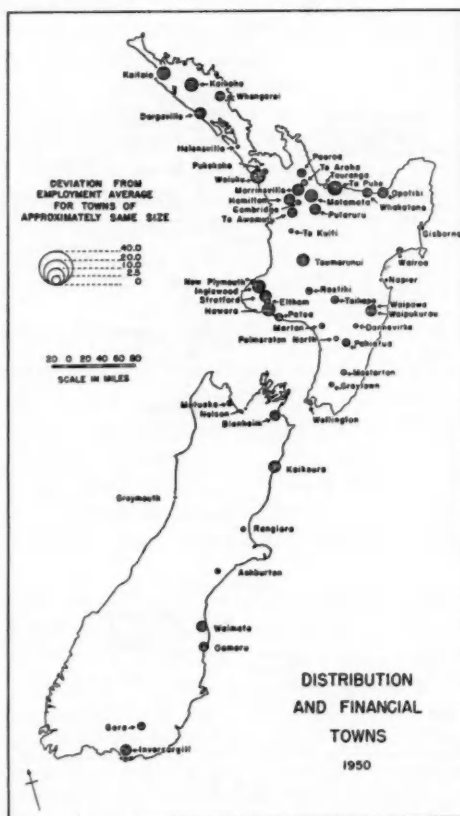 Kaitaia
Kaikohe
Whangarei
Dargaville
Helensville
Pukekohe
Waiuku
Paeroa
Te Aroha
Tauranga
Te Puke
Morrinsville
Hamilton
Cambridge
Te Awamutu
Matamata
Putaruru
Opotiki
Whakatane
Te Kuiti
Gisborne
Taumarunui
Wairoa
Napier
New Plymouth
Inglewood
Stratford
Hawera
Eltham
Patea
Raetihi
Taihape
Waipawa
Waipukurau
Marton
Dannevirke
Palmerston North
Pahiatua
Masterton
Greytown
Wellington
DEVIATION FROM
EMPLOYMENT AVERAGE
FOR TOWNS OF
APPROXIMATELY SAME SIZE
40.0
20.0
10.0
2.5
0
20 0 20 40 60 80
SCALE IN MILES
Motueka
Nelson
Blenheim
Kaikoura
Greymouth
Rangiora
Ashburton
Waimate
Oamaru
Gore
Invercargill
DISTRIBUTION
AND FINANCIAL
TOWNS
1950